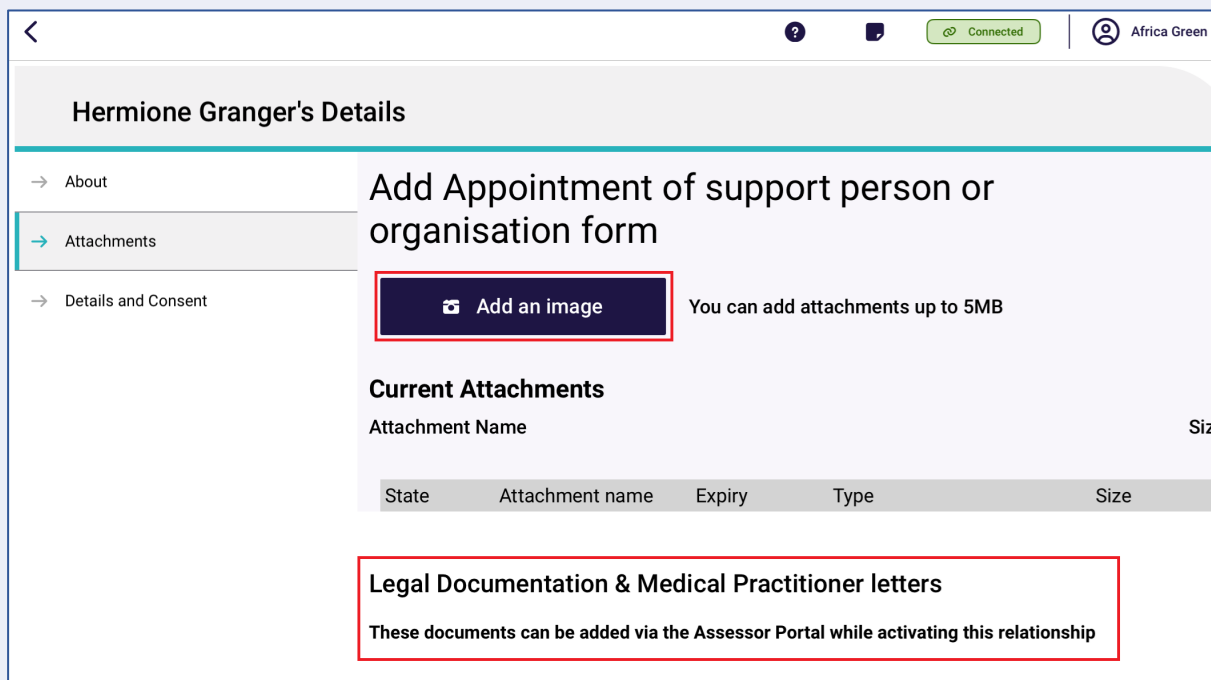 ? Connected Africa Green
Hermione Granger's Details
About
Attachments
Details and Consent
Add Appointment of support person or
organisation form
Add an image You can add attachments up to 5MB
Current Attachments
Attachment Name
State Attachment name Expiry Type Size
Legal Documentation & Medical Practitioner letters
These documents can be added via the Assessor Portal while activating this relationship